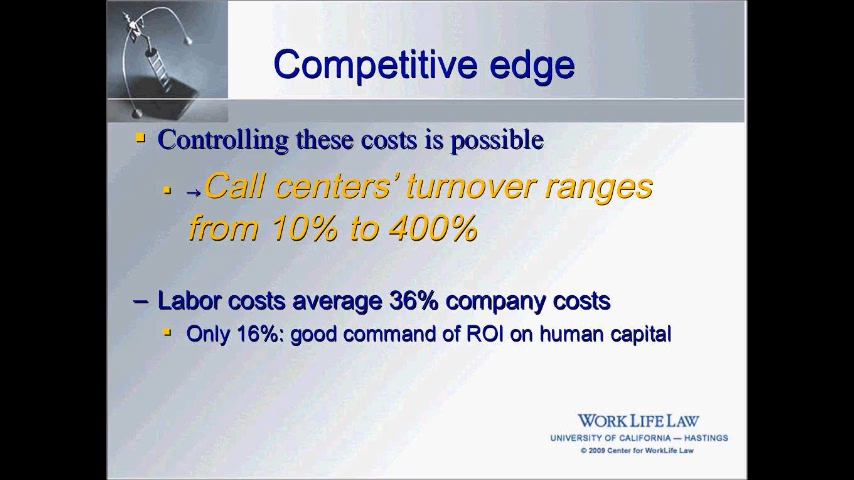 Competitive edge
▪ Controlling these costs is possible
▪ →Call centers’ turnover ranges
from 10% to 400%
– Labor costs average 36% company costs
▪ Only 16%: good command of ROI on human capital
WORK LIFE LAW
UNIVERSITY OF CALIFORNIA — HASTINGS
© 2009 Center for WorkLife Law